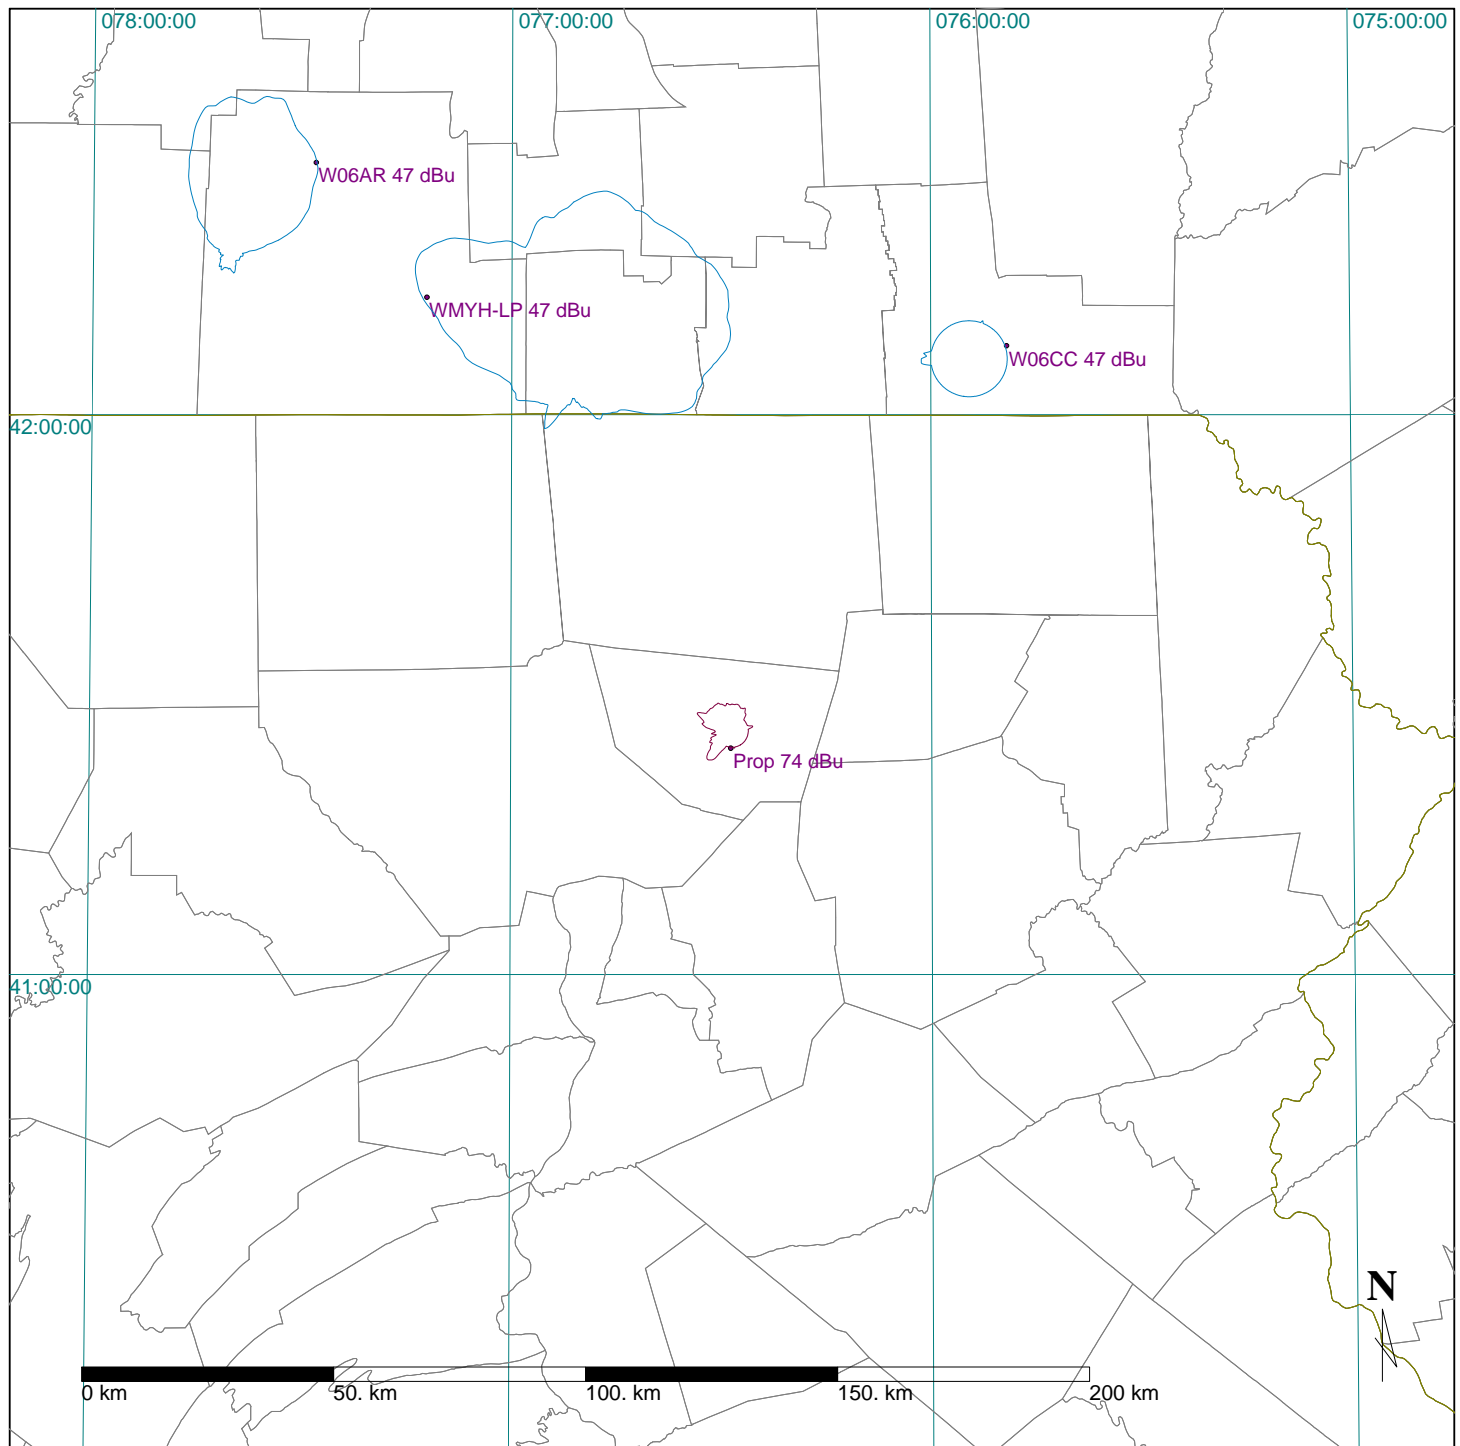 078:00:00
077:00:00
076:00:00
075:00:00
W06AR 47 dBu
WMYH-LP 47 dBu
W06CC 47 dBu
42:00:00
Prop 74 dBu
41:00:00
N
0 km
50. km
100. km
150. km
200 km